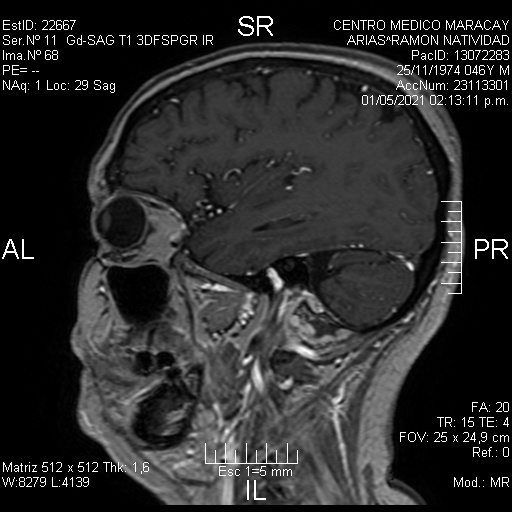 EstID: 22667
Ser.Nº 11 Gd-SAG T1 3DFSPGR IR
Ima.Nº 68
PE= --
NAq: 1 Loc: 29 Sag
SR
CENTRO MEDICO MARACAY
ARIAS^RAMON NATIVIDAD
PacID: 13072283
25/11/1974 046Y M
AccNum: 23113301
01/05/2021 02:13:11 p.m.
AL
PR
Matriz 512 x 512 Thk: 1,6
W:8279 L:4139
Esc 1=5 mm
IL
FA: 20
TR: 15 TE: 4
FOV: 25 x 24,9 cm
Ref.: 0
Mod.: MR